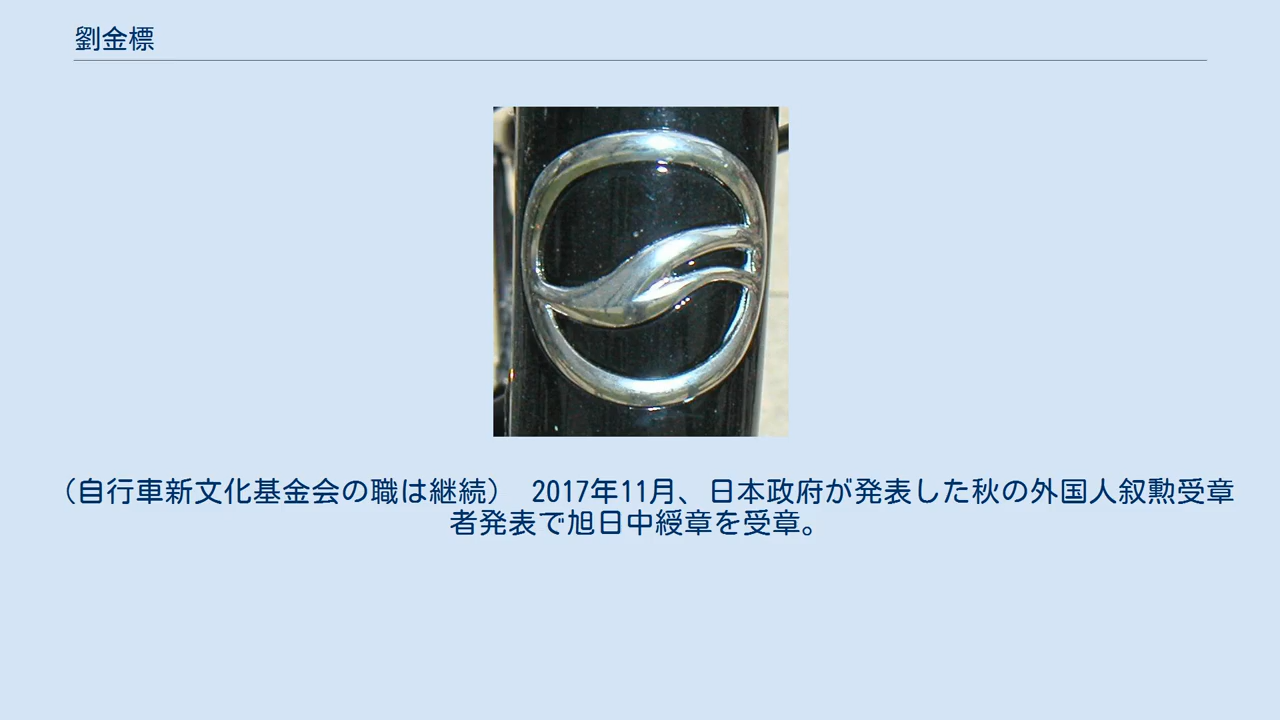 劉金標
（自行車新文化基金会の職は継続）　2017年11月、日本政府が発表した秋の外国人叙勲受章
者発表で旭日中綬章を受章。